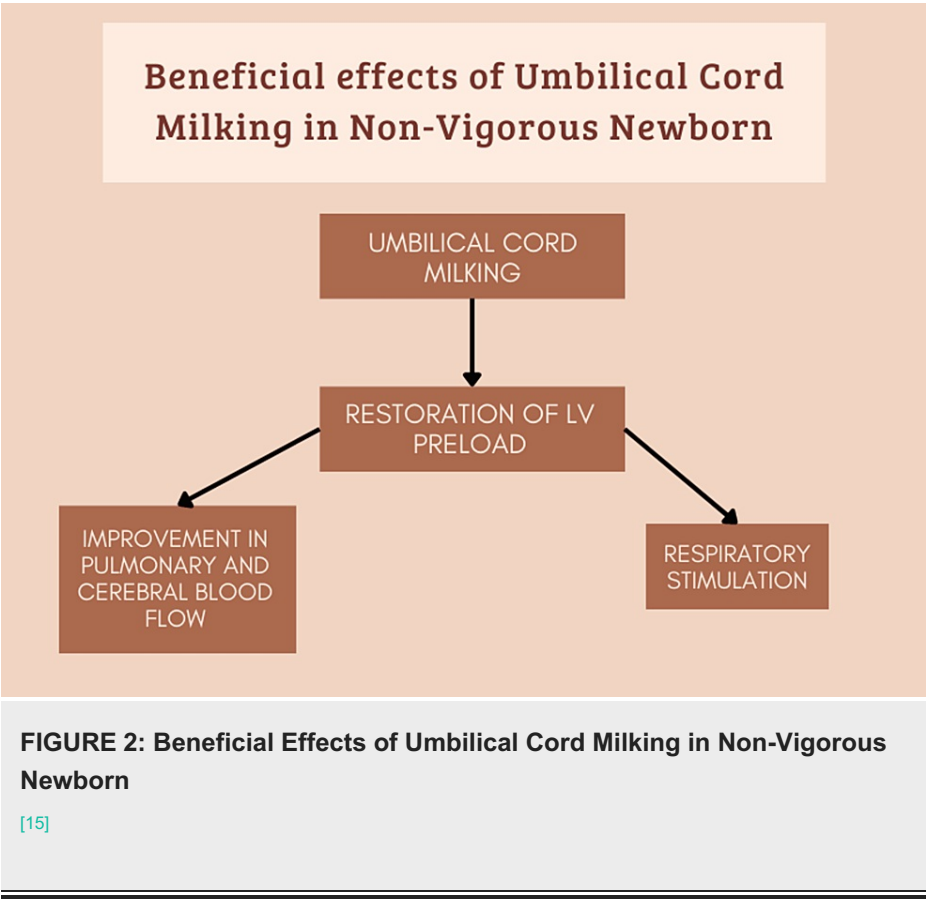 Beneficial effects of Umbilical Cord
Milking in Non-Vigorous Newborn
UMBILICAL CORD
MILKING
RESTORATION OF LV
PRELOAD
IMPROVEMENT IN
PULMONARY AND
CEREBRAL BLOOD
FLOW
RESPIRATORY
STIMULATION
FIGURE 2: Beneficial Effects of Umbilical Cord Milking in Non-Vigorous
Newborn
[15]